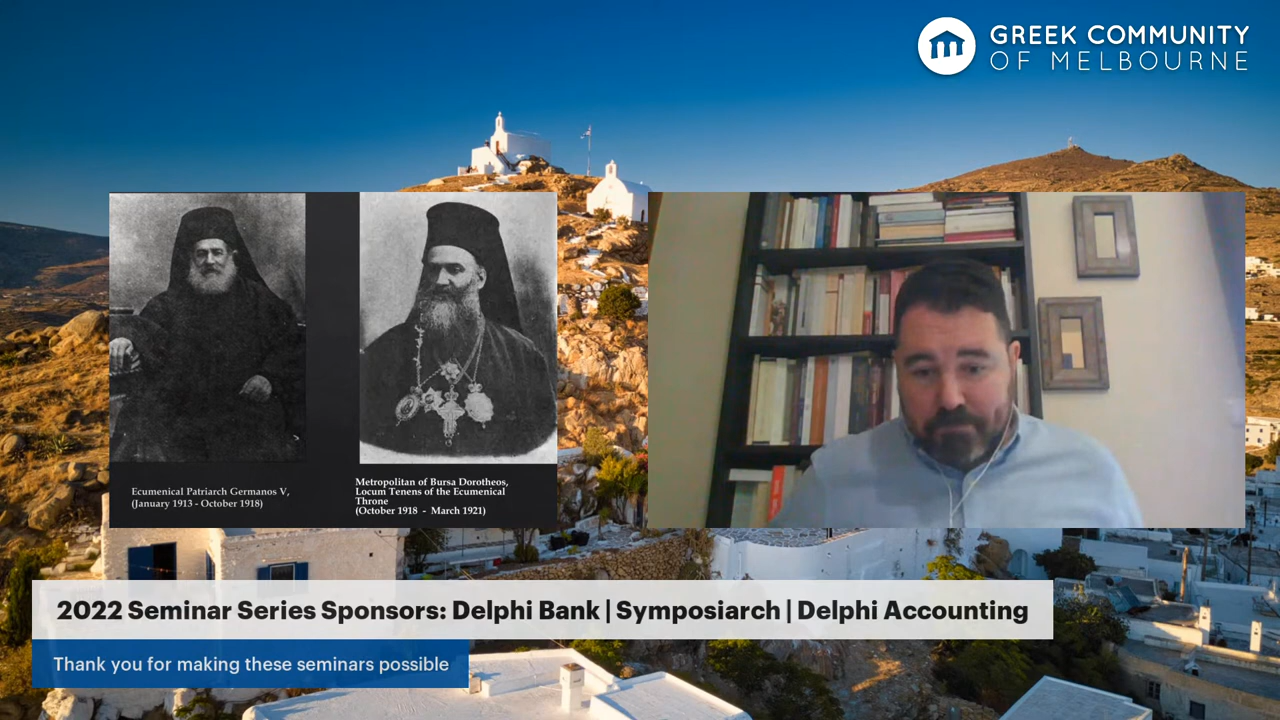 GREEK COMMUNITY
OF MELBOURNE
Ecumenical Patriarch Germanos V,
(January 1913 - October 1918)
Metropolitan of Bursa Dorotheos,
Locum Tenens of the Ecumenical
Throne
(October 1918 - March 1921)
2022 Seminar Series Sponsors: Delphi Bank | Symposiarch | Delphi Accounting
Thank you for making these seminars possible